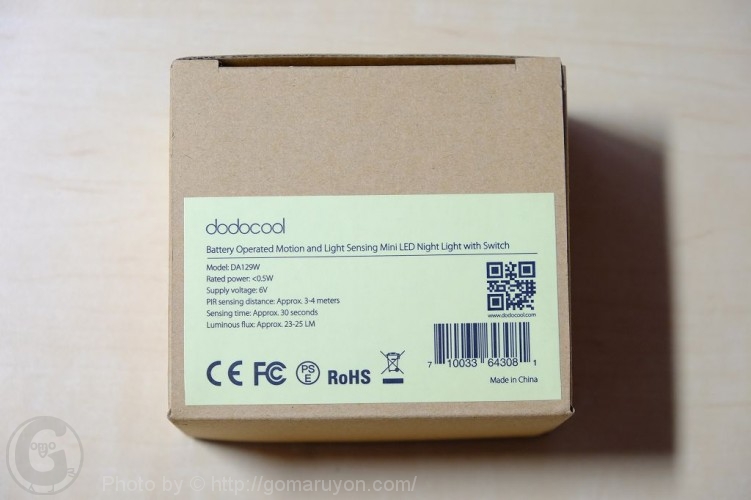 dodocool
Battery Operated Motion and Light Sensing Mini LED Night Light with Switch
Model: DA129W
Rated power: <0.5W
Supply voltage: 6V
PIR sensing distance: Approx. 3-4 meters
Sensing time: Approx. 30 seconds
Luminous flux: Approx. 23-25 LM
www.dodocool.com
7 10033 64308 1
CE FC PSE RoHS
Made in China
Gomo
Photo by © http://gomaruyon.com/